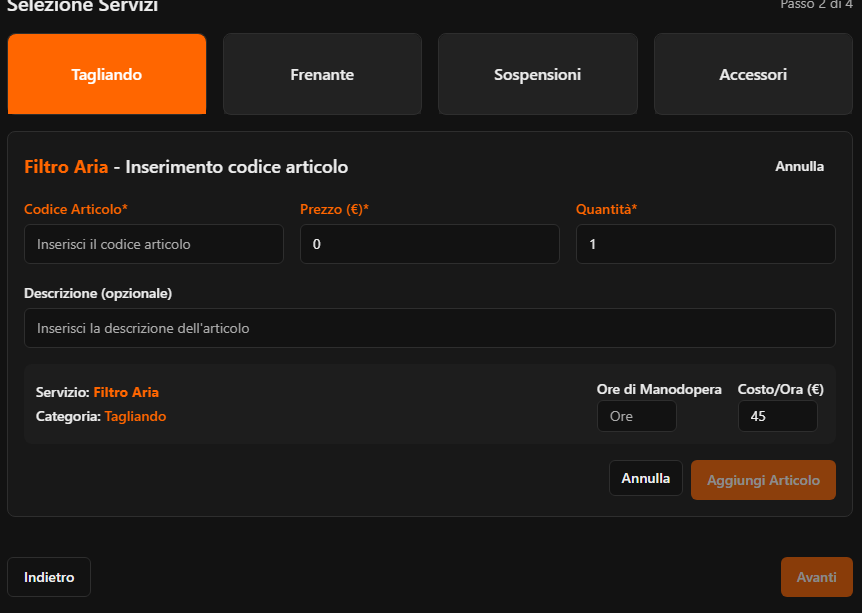 Selezione Servizi
Passo 2 di 4
Tagliando
Frenante
Sospensioni
Accessori
Filtro Aria - Inserimento codice articolo
Annulla
Codice Articolo*
Prezzo (€)*
Quantità*
Inserisci il codice articolo
0
1
Descrizione (opzionale)
Inserisci la descrizione dell'articolo
Servizio: Filtro Aria
Categoria: Tagliando
Ore di Manodopera
Costo/Ora (€)
Ore
45
Annulla
Aggiungi Articolo
Indietro
Avanti